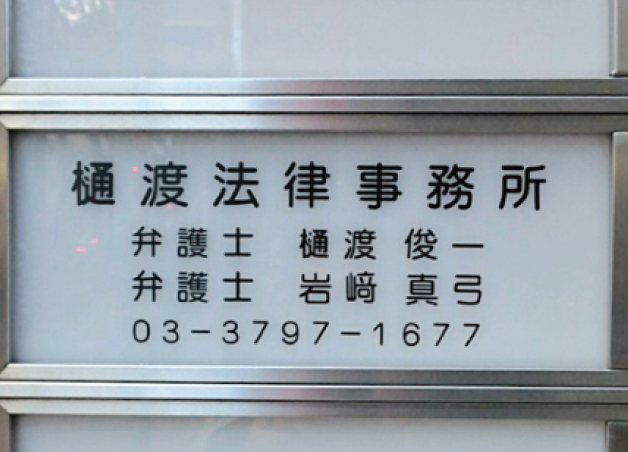 樋渡法律事務所
弁護士 樋渡 俊一
弁護士 岩﨑 真弓
03-3797-1677